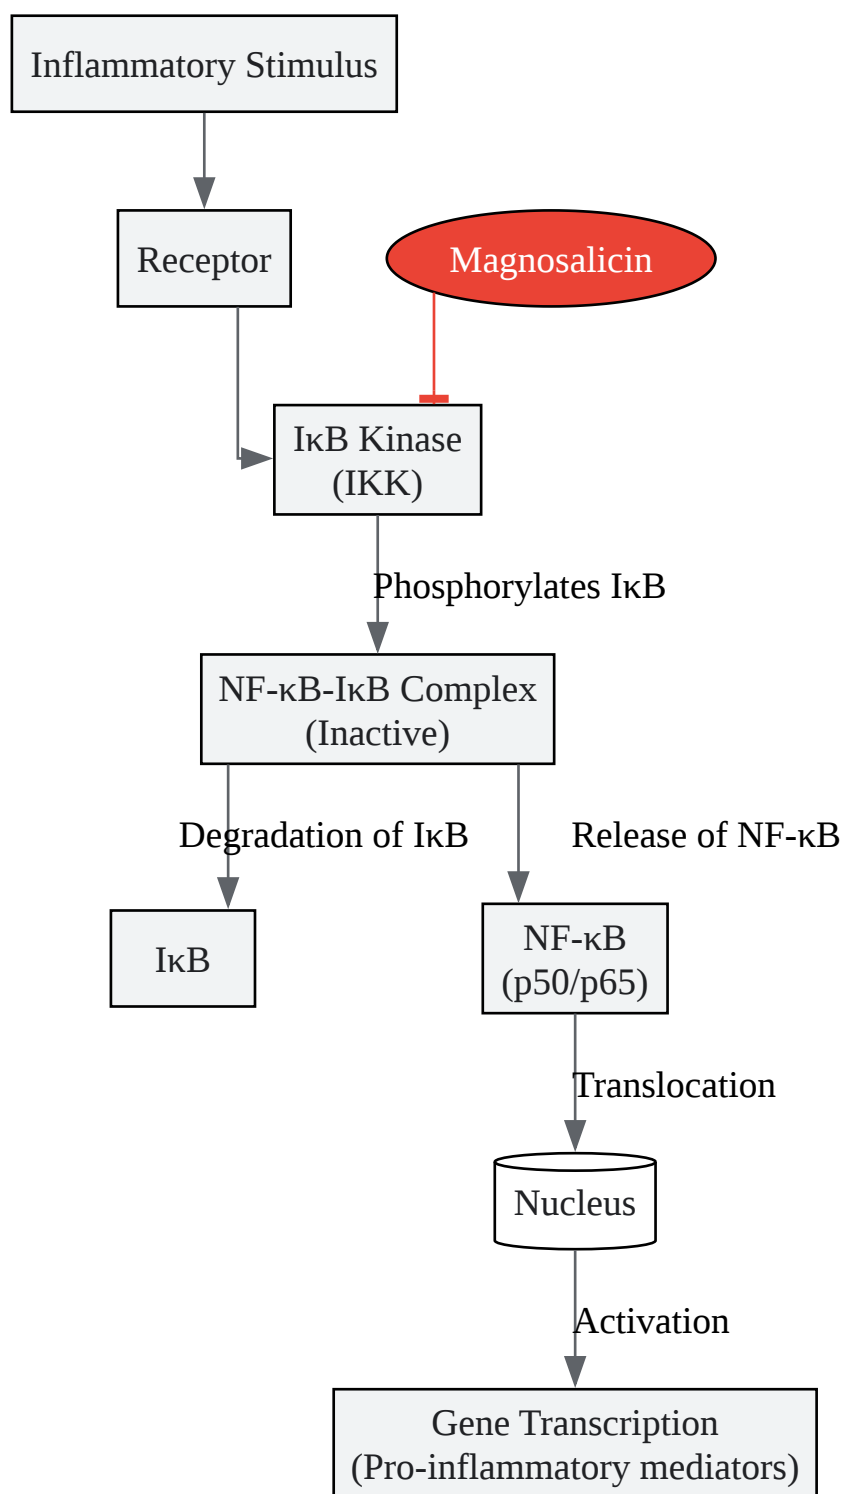 Inflammatory Stimulus
Receptor
Magnosalicin
IκB Kinase
(IKK)
Phosphorylates IκB
NF-κB-IκB Complex
(Inactive)
Degradation of IκB
Release of NF-κB
IκB
NF-κB
(p50/p65)
Translocation
Nucleus
Activation
Gene Transcription
(Pro-inflammatory mediators)